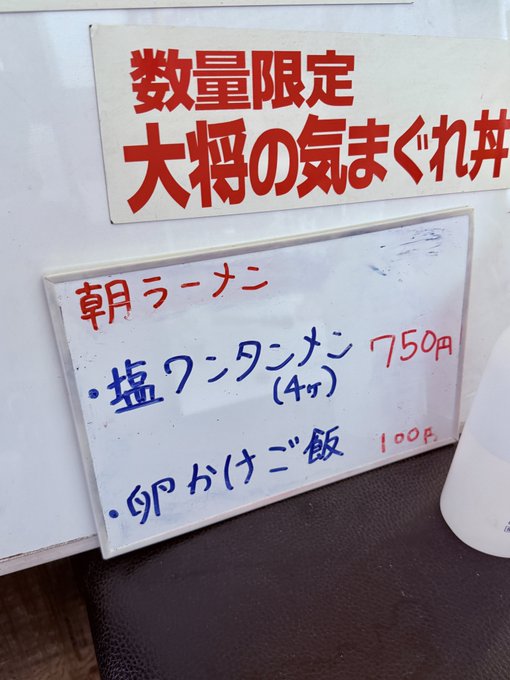 数量限定
大将の気まぐれ丼
朝ラーメン
・塩ワンタンメン 750円
(4ヶ)
・卵かけご飯 100円